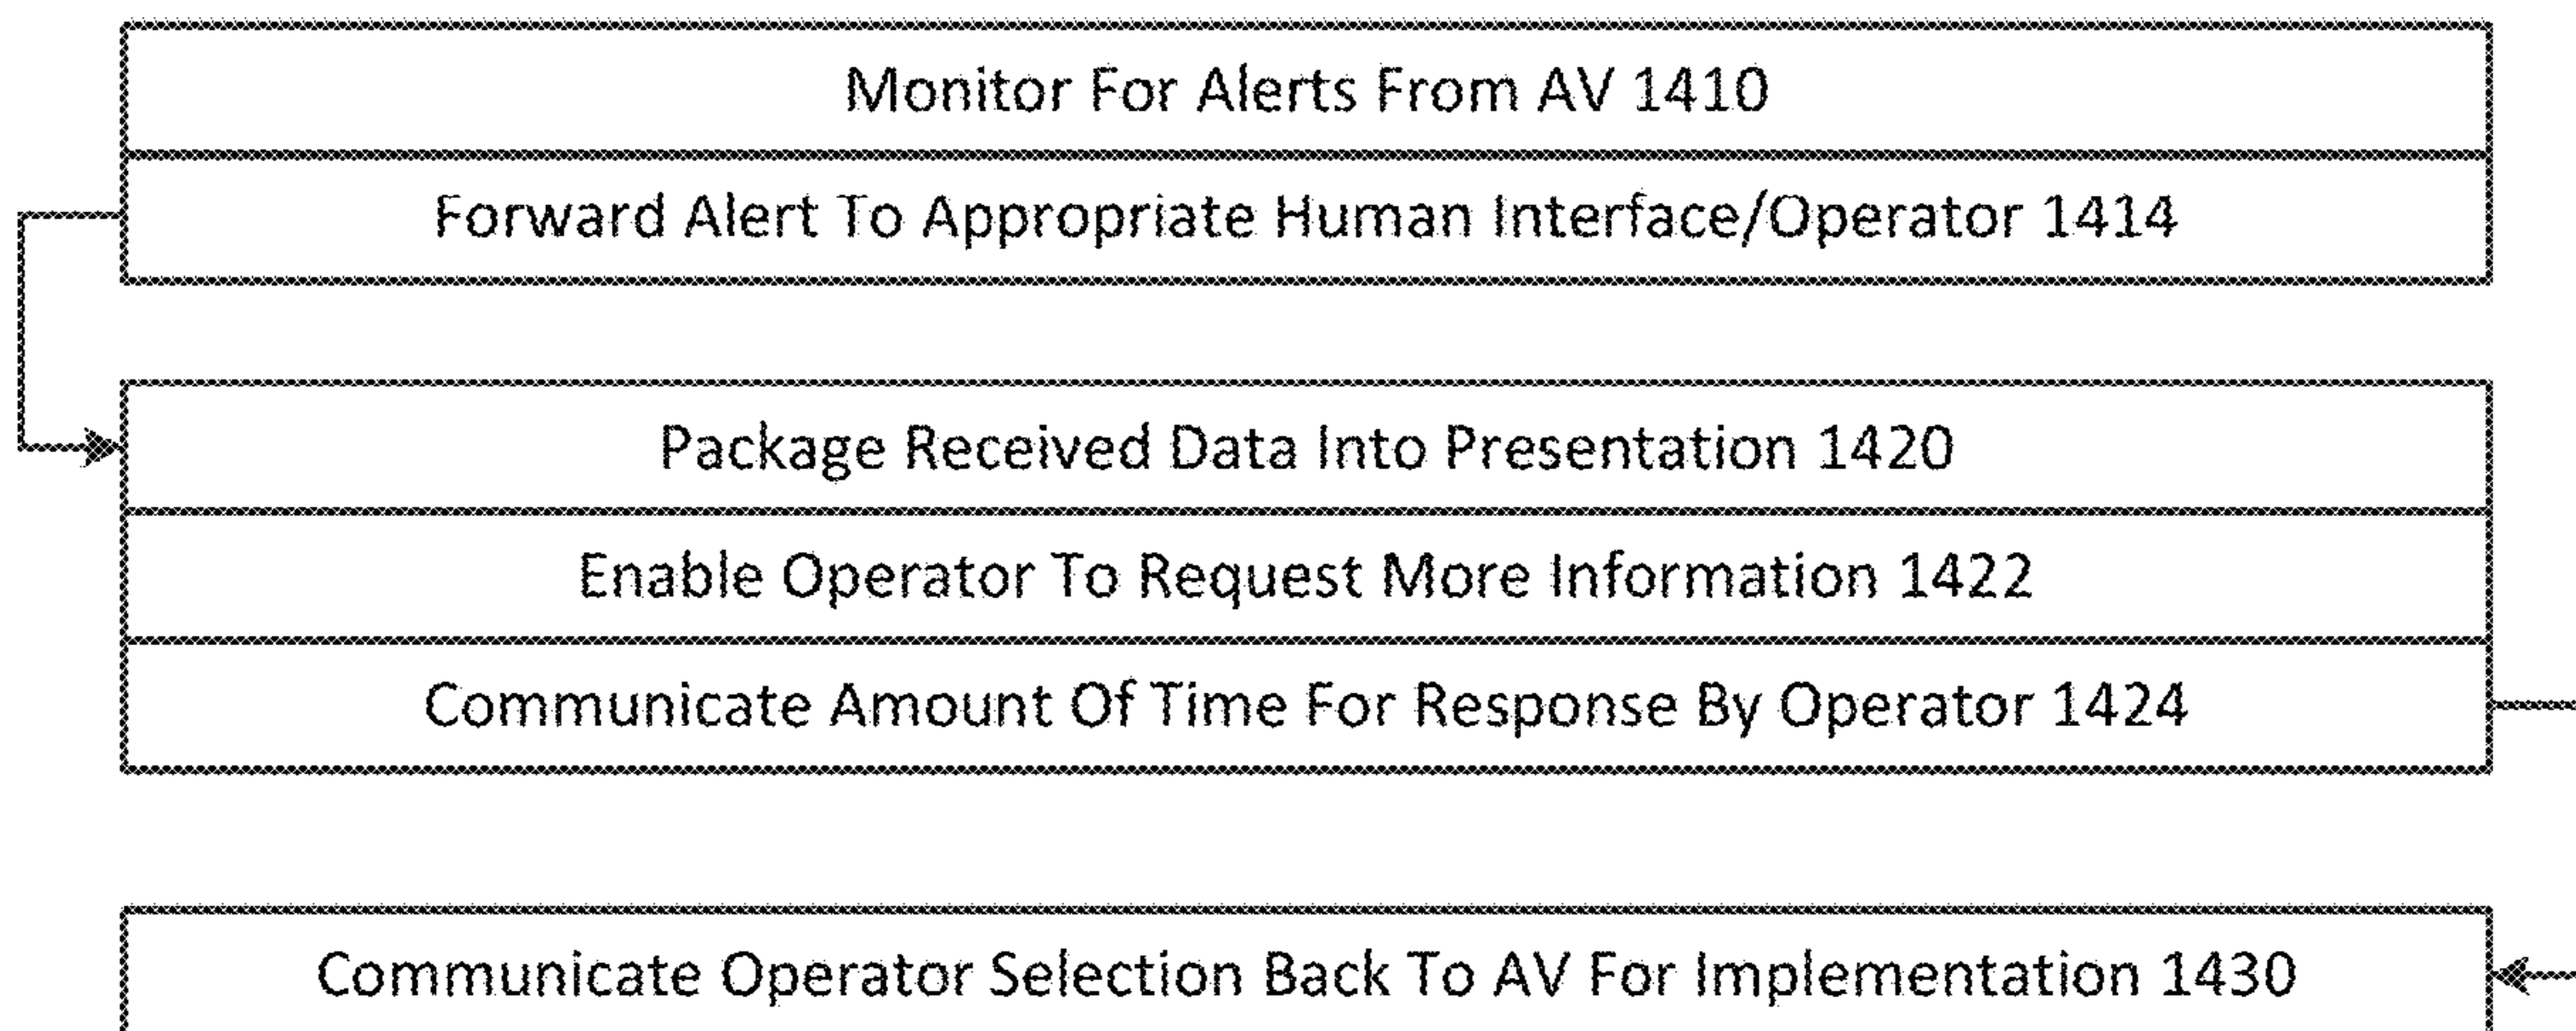 Monitor For Alerts From AV 1410
Forward Alert To Appropriate Human Interface/Operator 1414
Package Received Data Into Presentation 1420
Enable Operator To Request More Information 1422
Communicate Amount Of Time For Response By Operator 1424
Communicate Operator Selection Back To AV For Implementation 1430